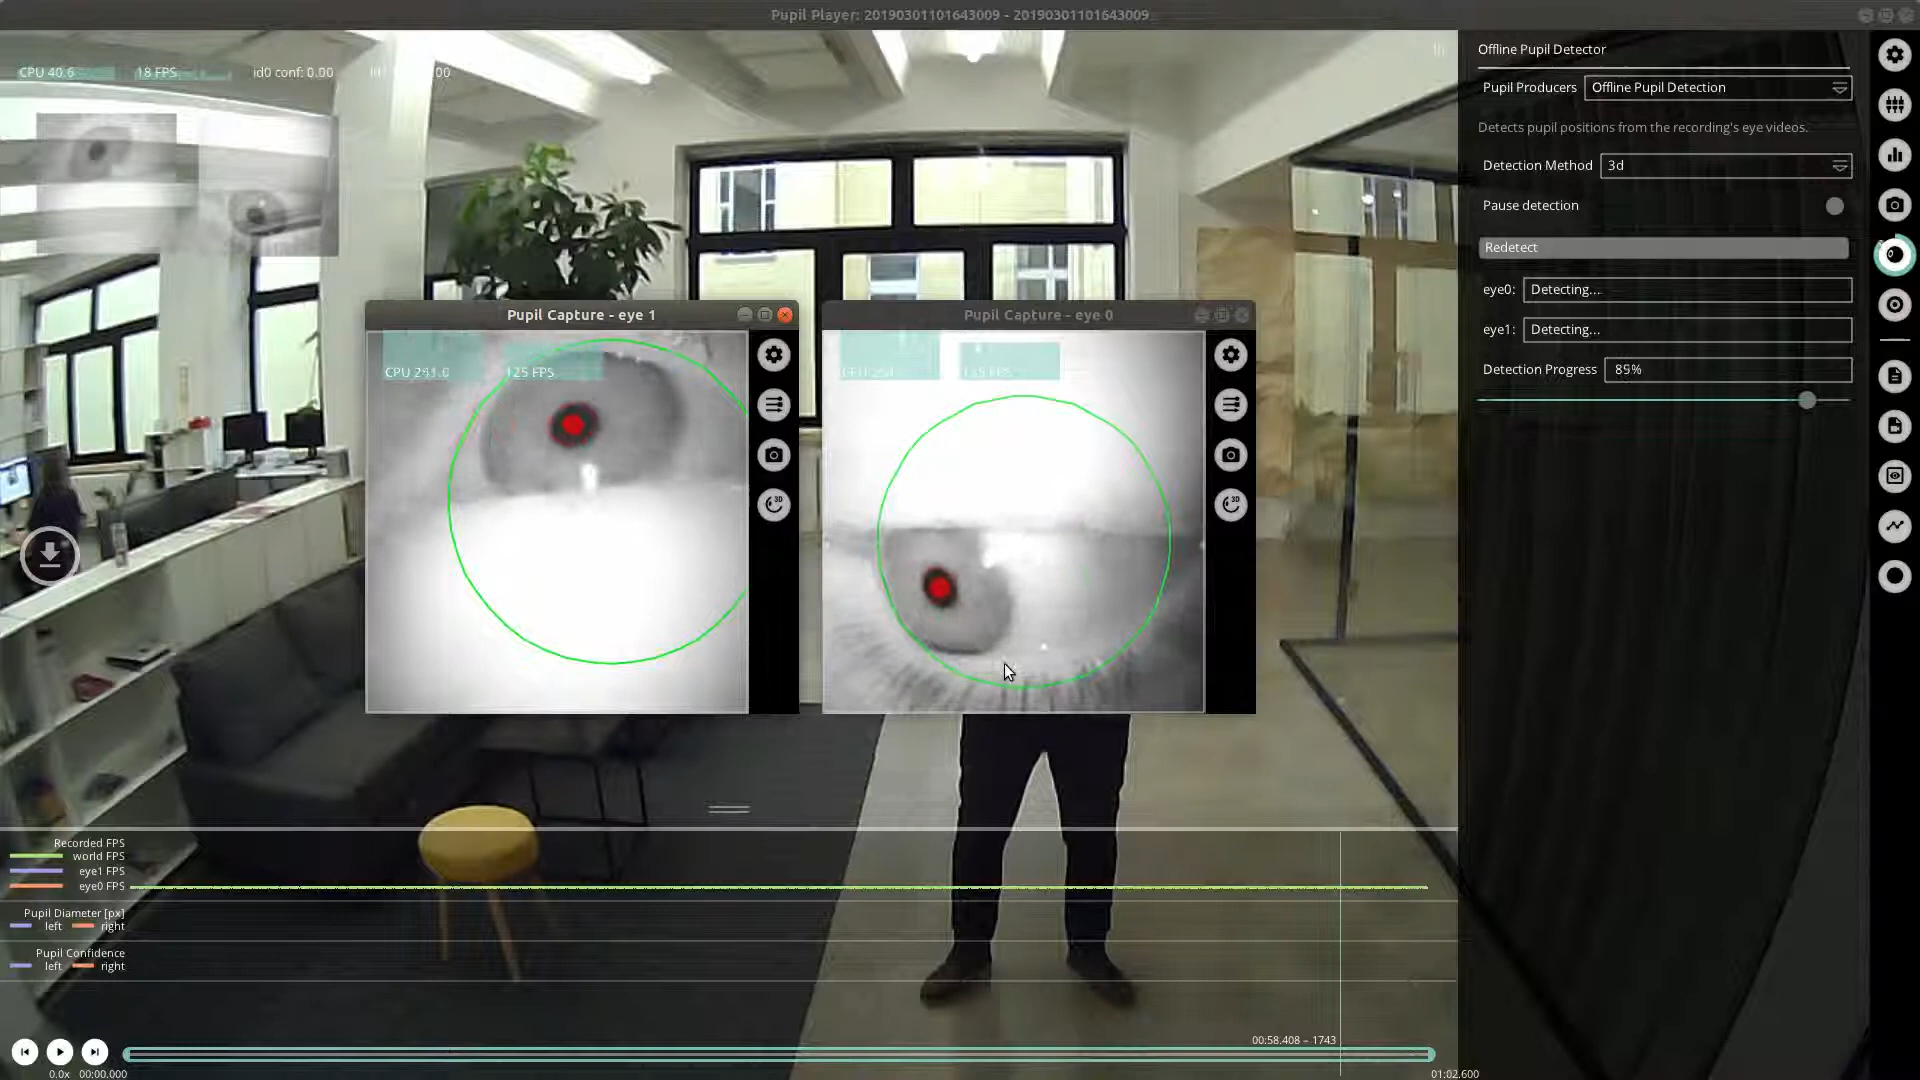 Pupil Player: 20190301101643009 - 20190301101643009
CPU 40.6
18 FPS
id0 conf: 0.00
Offline Pupil Detector
Pupil Producers
Offline Pupil Detection
Detects pupil positions from the recording's eye videos.
Detection Method
3d
Pause detection
Redetect
eye0:
Detecting...
eye1:
Detecting...
Detection Progress
89%
Pupil Capture - eye 1
CPU 241.0
125 FPS
3D
Pupil Capture - eye 0
3D
Recorded FPS
world FPS
eye1 FPS
eye0 FPS
Pupil Diameter [px]
left
right
Pupil Confidence
left
right
00:58.408 – 1743
0.0x
00:00.000
01:02.600